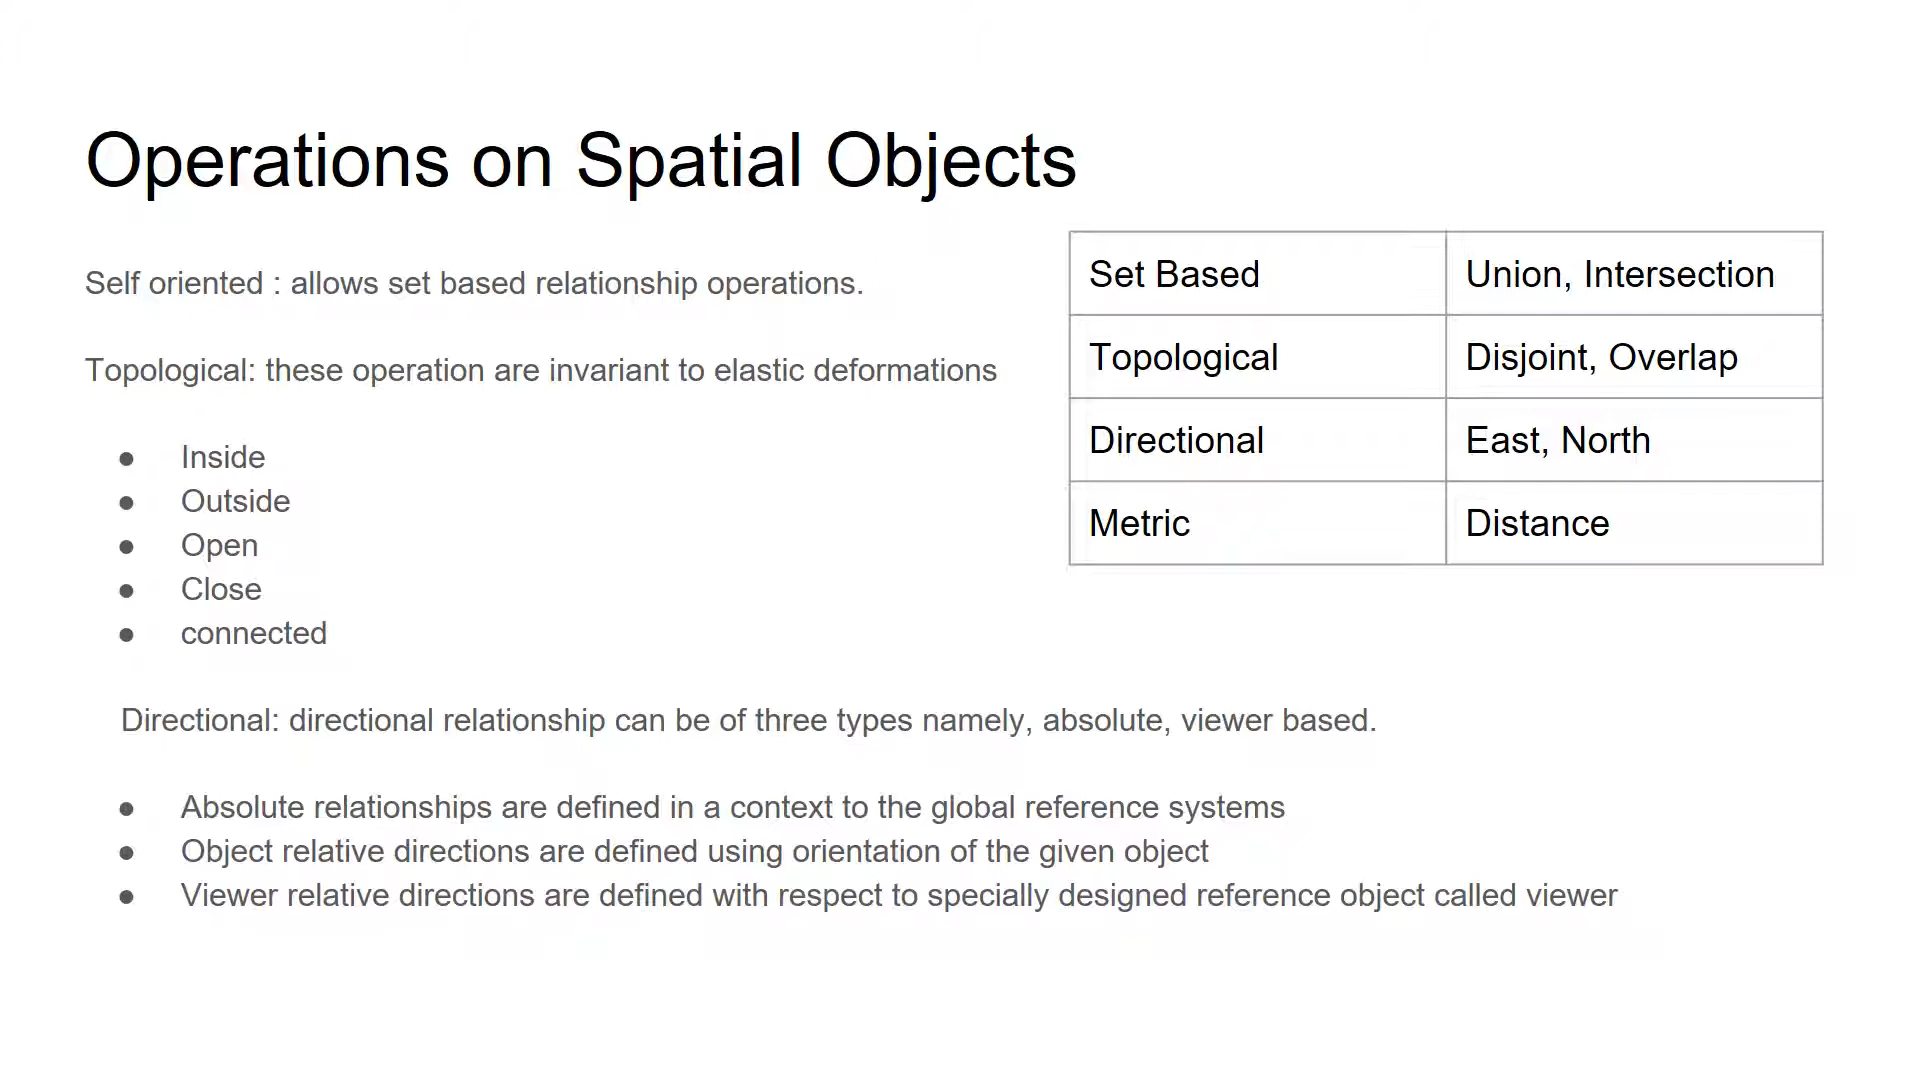 Operations on Spatial Objects
Self oriented : allows set based relationship operations.
Topological: these operation are invariant to elastic deformations
● Inside
● Outside
● Open
● Close
● connected
Directional: directional relationship can be of three types namely, absolute, viewer based.
● Absolute relationships are defined in a context to the global reference systems
● Object relative directions are defined using orientation of the given object
● Viewer relative directions are defined with respect to specially designed reference object called viewer
Set Based Union, Intersection
Topological Disjoint, Overlap
Directional East, North
Metric Distance